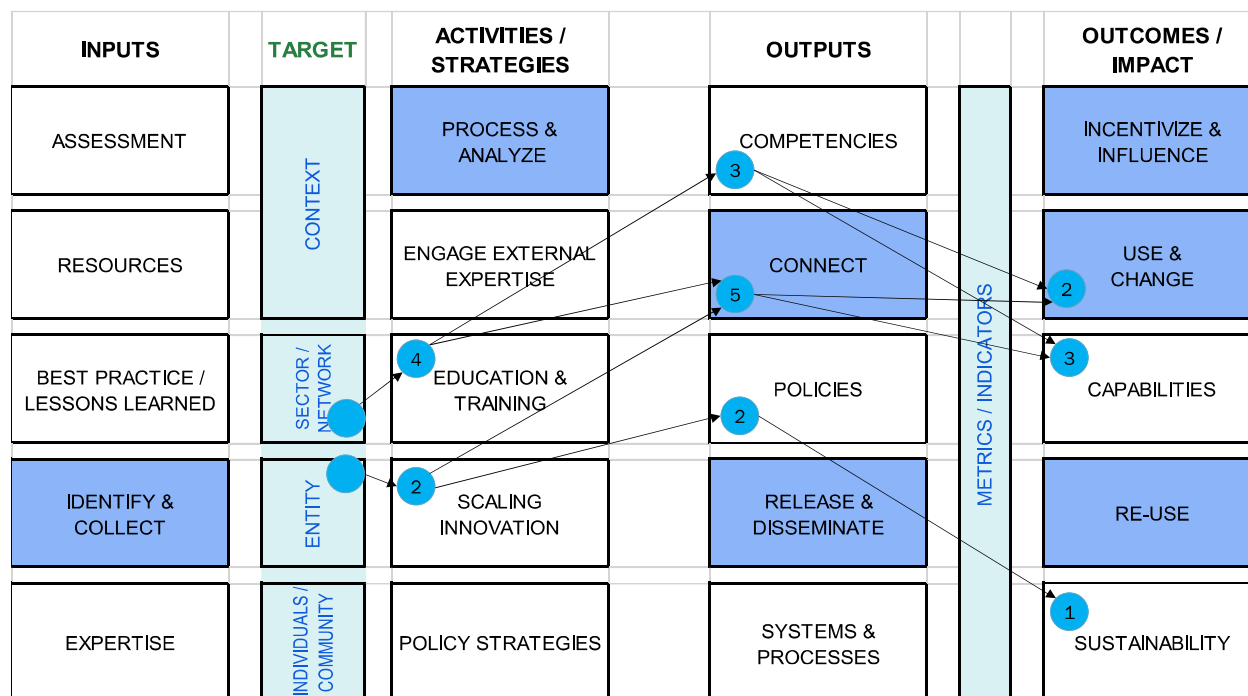 INPUTS
TARGET
ACTIVITIES /
STRATEGIES
OUTPUTS
OUTCOMES /
IMPACT
ASSESSMENT
RESOURCES
BEST PRACTICE /
LESSONS LEARNED
IDENTIFY &
COLLECT
EXPERTISE
CONTEXT
SECTOR /
NETWORK
ENTITY
INDIVIDUALS /
COMMUNITY
PROCESS &
ANALYZE
ENGAGE EXTERNAL
EXPERTISE
4
EDUCATION &
TRAINING
2
SCALING
INNOVATION
POLICY STRATEGIES
COMPETENCIES
3
CONNECT
5
POLICIES
2
RELEASE &
DISSEMINATE
SYSTEMS &
PROCESSES
METRICS / INDICATORS
INCENTIVIZE &
INFLUENCE
USE &
CHANGE
2
3
CAPABILITIES
RE-USE
1
SUSTAINABILITY